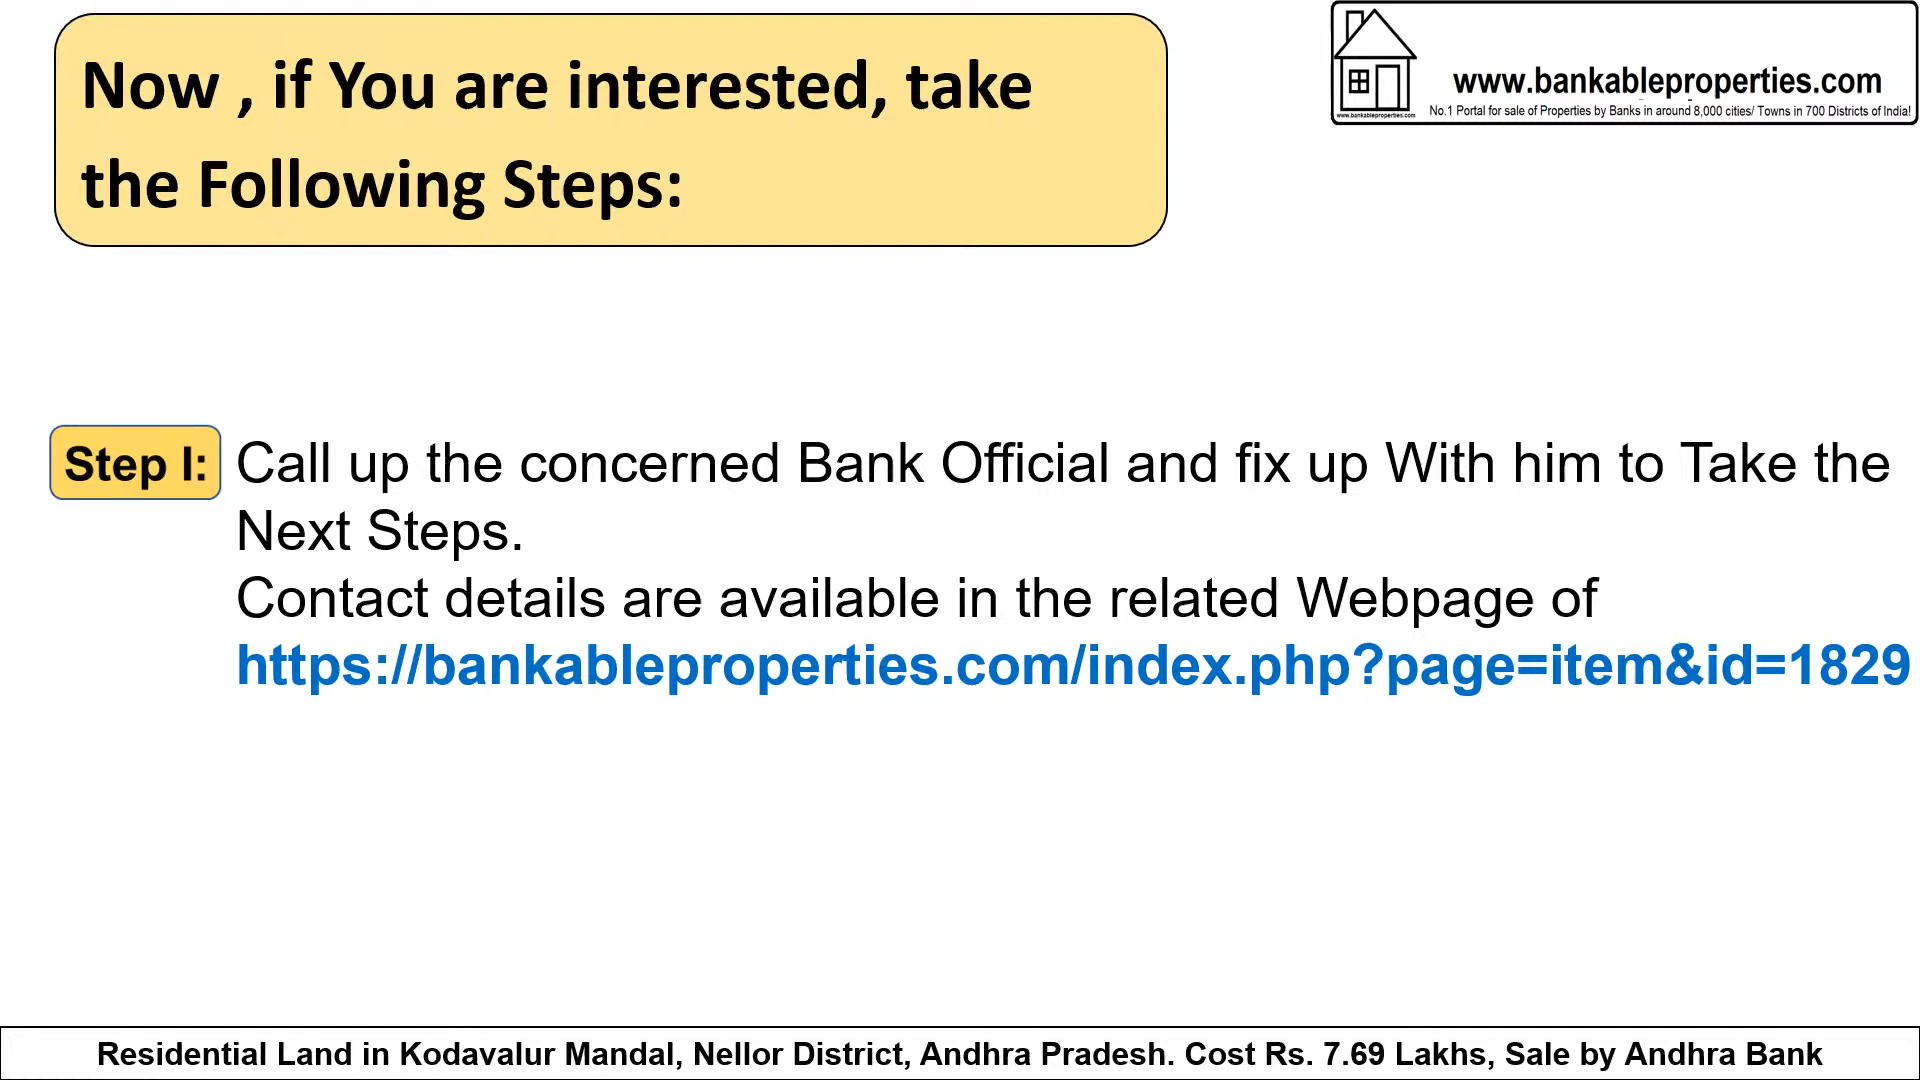 Now , if You are interested, take
the Following Steps:
www.bankableproperties.com
No.1 Portal for sale of Properties by Banks in around 8,000 cities/ Towns in 700 Districts of India!
www.bankableproperties.com
Step I: Call up the concerned Bank Official and fix up With him to Take the
Next Steps.
Contact details are available in the related Webpage of
https://bankableproperties.com/index.php?page=item&id=1829
Residential Land in Kodavalur Mandal, Nellor District, Andhra Pradesh. Cost Rs. 7.69 Lakhs, Sale by Andhra Bank